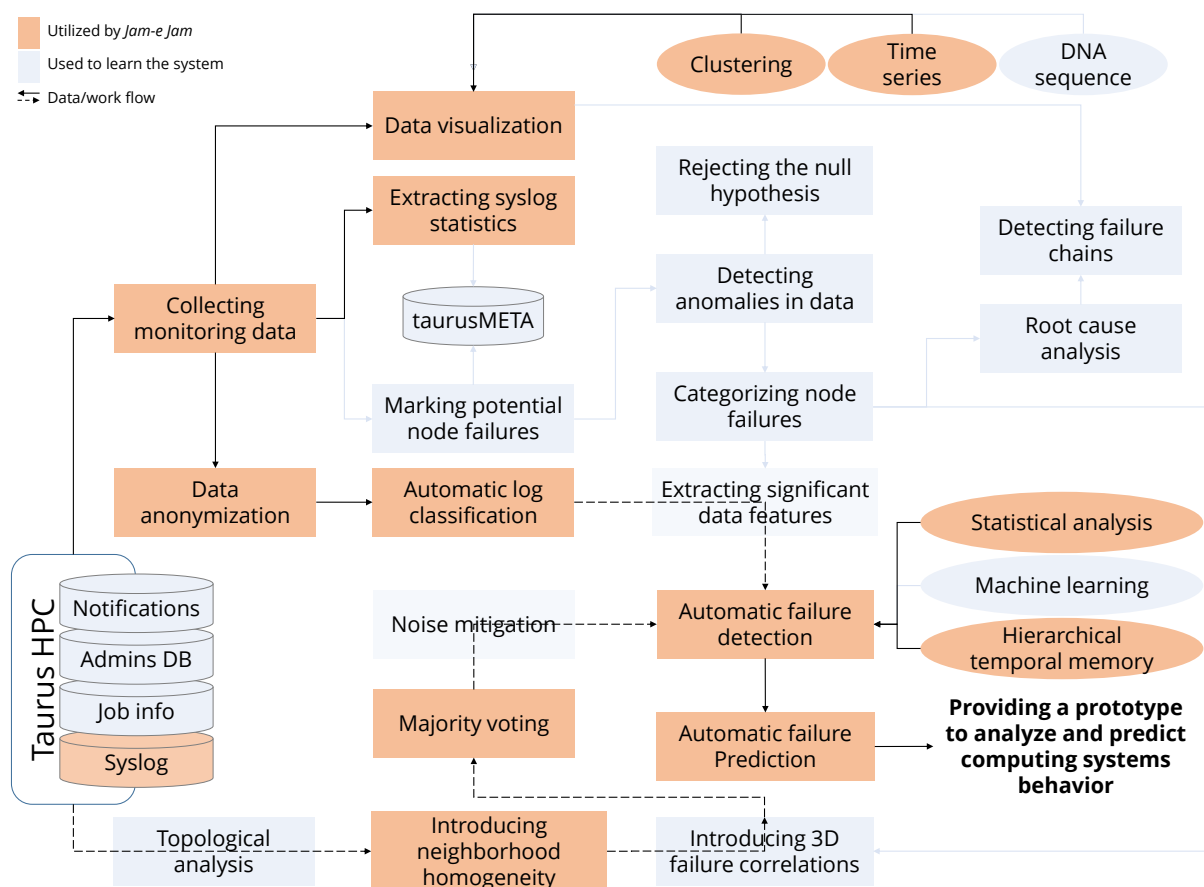 Utilized by Jam-e Jam
Used to learn the system
Data/work flow
Clustering
Time
series
DNA
sequence
Data visualization
Extracting syslog
statistics
Rejecting the null
hypothesis
Detecting failure
chains
Collecting
monitoring data
taurusMETA
Detecting
anomalies in data
Root cause
analysis
Marking potential
node failures
Categorizing node
failures
Data
anonymization
Automatic log
classification
Extracting significant
data features
Statistical analysis
Machine learning
Hierarchical
temporal memory
Taurus HPC
Notifications
Admins DB
Job info
Syslog
Noise mitigation
Automatic failure
detection
Majority voting
Automatic failure
Prediction
Providing a prototype
to analyze and predict
computing systems
behavior
Topological
analysis
Introducing
neighborhood
homogeneity
Introducing 3D
failure correlations